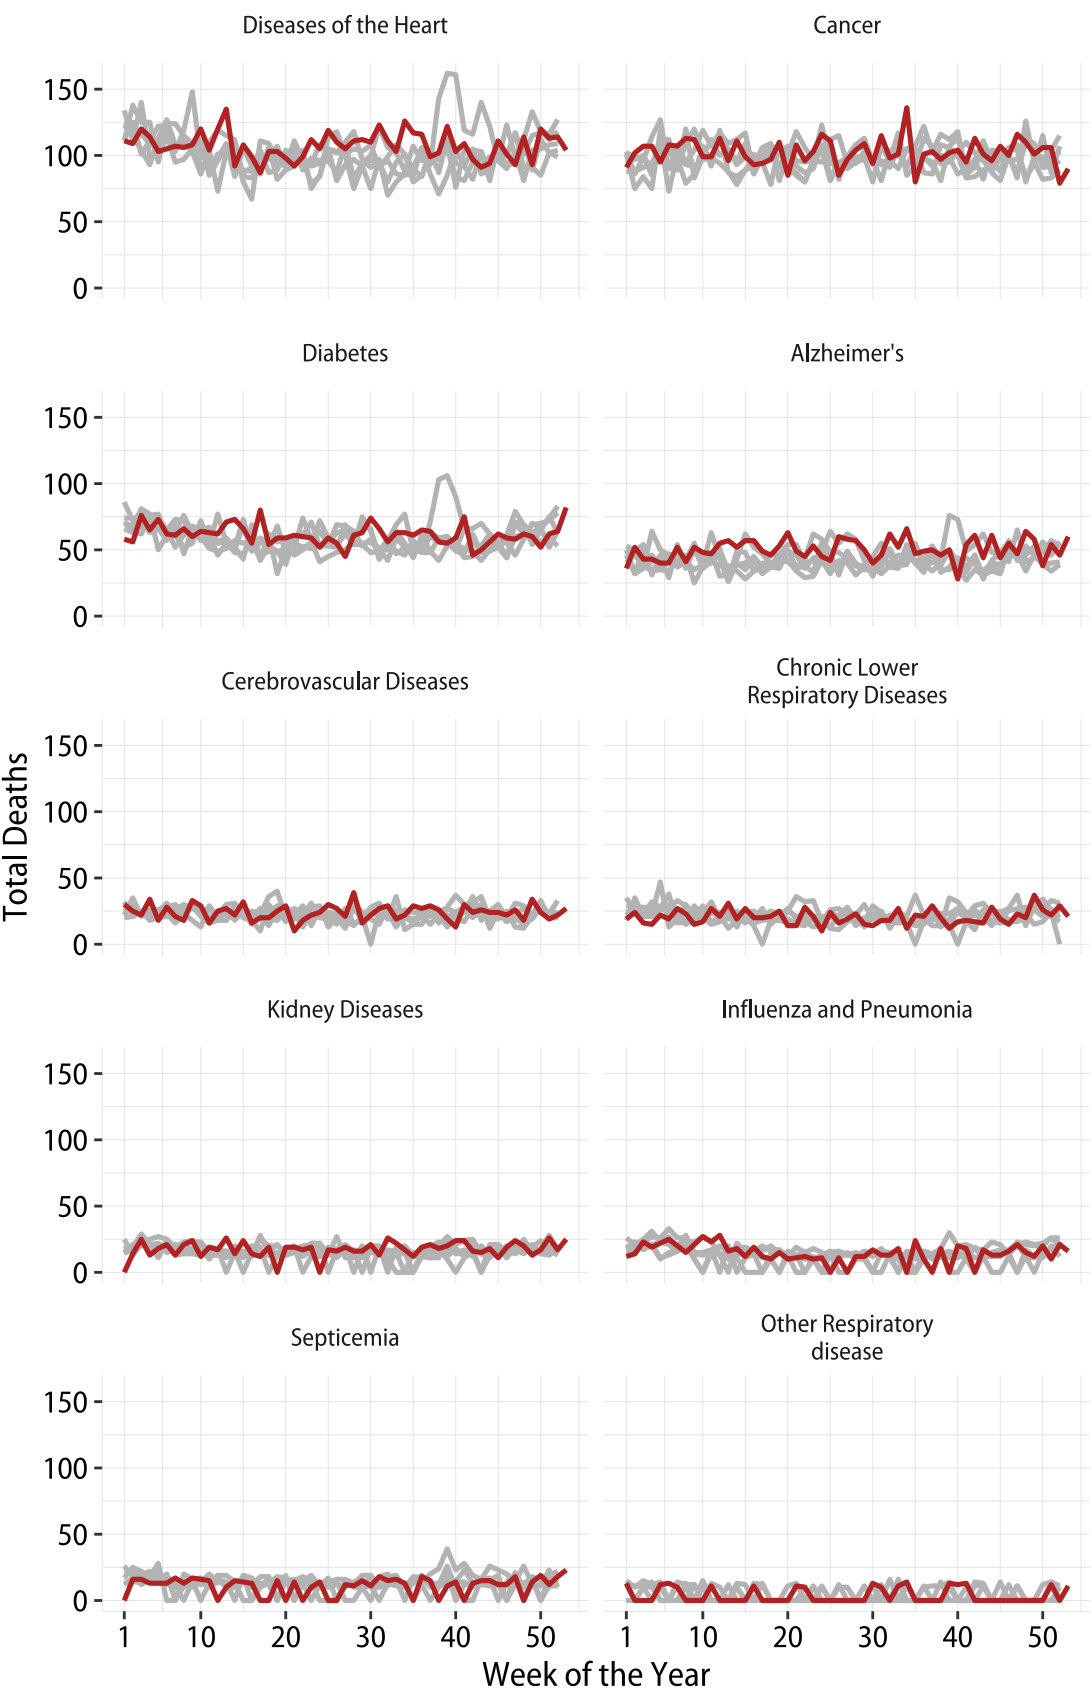 Diseases of the Heart
Cancer
150
100
50
0
Diabetes
Alzheimer's
150
100
50
0
Cerebrovascular Diseases
Chronic Lower
Respiratory Diseases
150
100
50
0
Total Deaths
Kidney Diseases
Influenza and Pneumonia
150
100
50
0
Septicemia
Other Respiratory
disease
150
100
50
0
1 10 20 30 40 50
1 10 20 30 40 50
Week of the Year